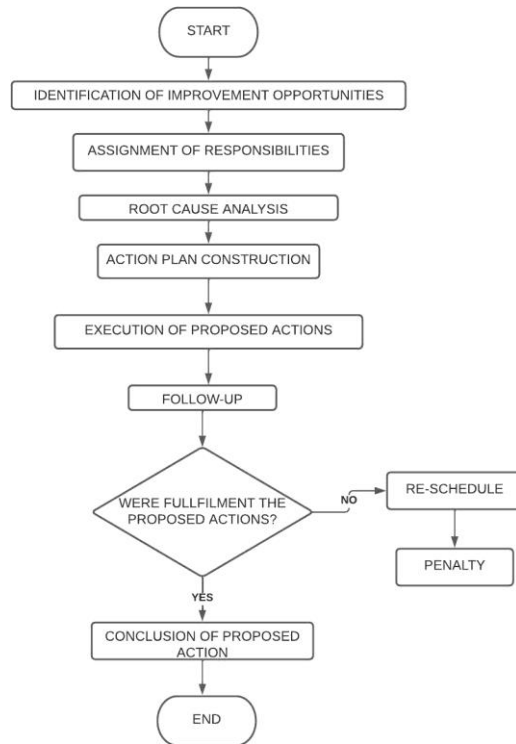 START
IDENTIFICATION OF IMPROVEMENT OPPORTUNITIES
ASSIGNMENT OF RESPONSIBILITIES
ROOT CAUSE ANALYSIS
ACTION PLAN CONSTRUCTION
EXECUTION OF PROPOSED ACTIONS
FOLLOW-UP
WERE FULLFILMENT THE
PROPOSED ACTIONS?
NO
RE-SCHEDULE
PENALTY
YES
CONCLUSION OF PROPOSED
ACTION
END